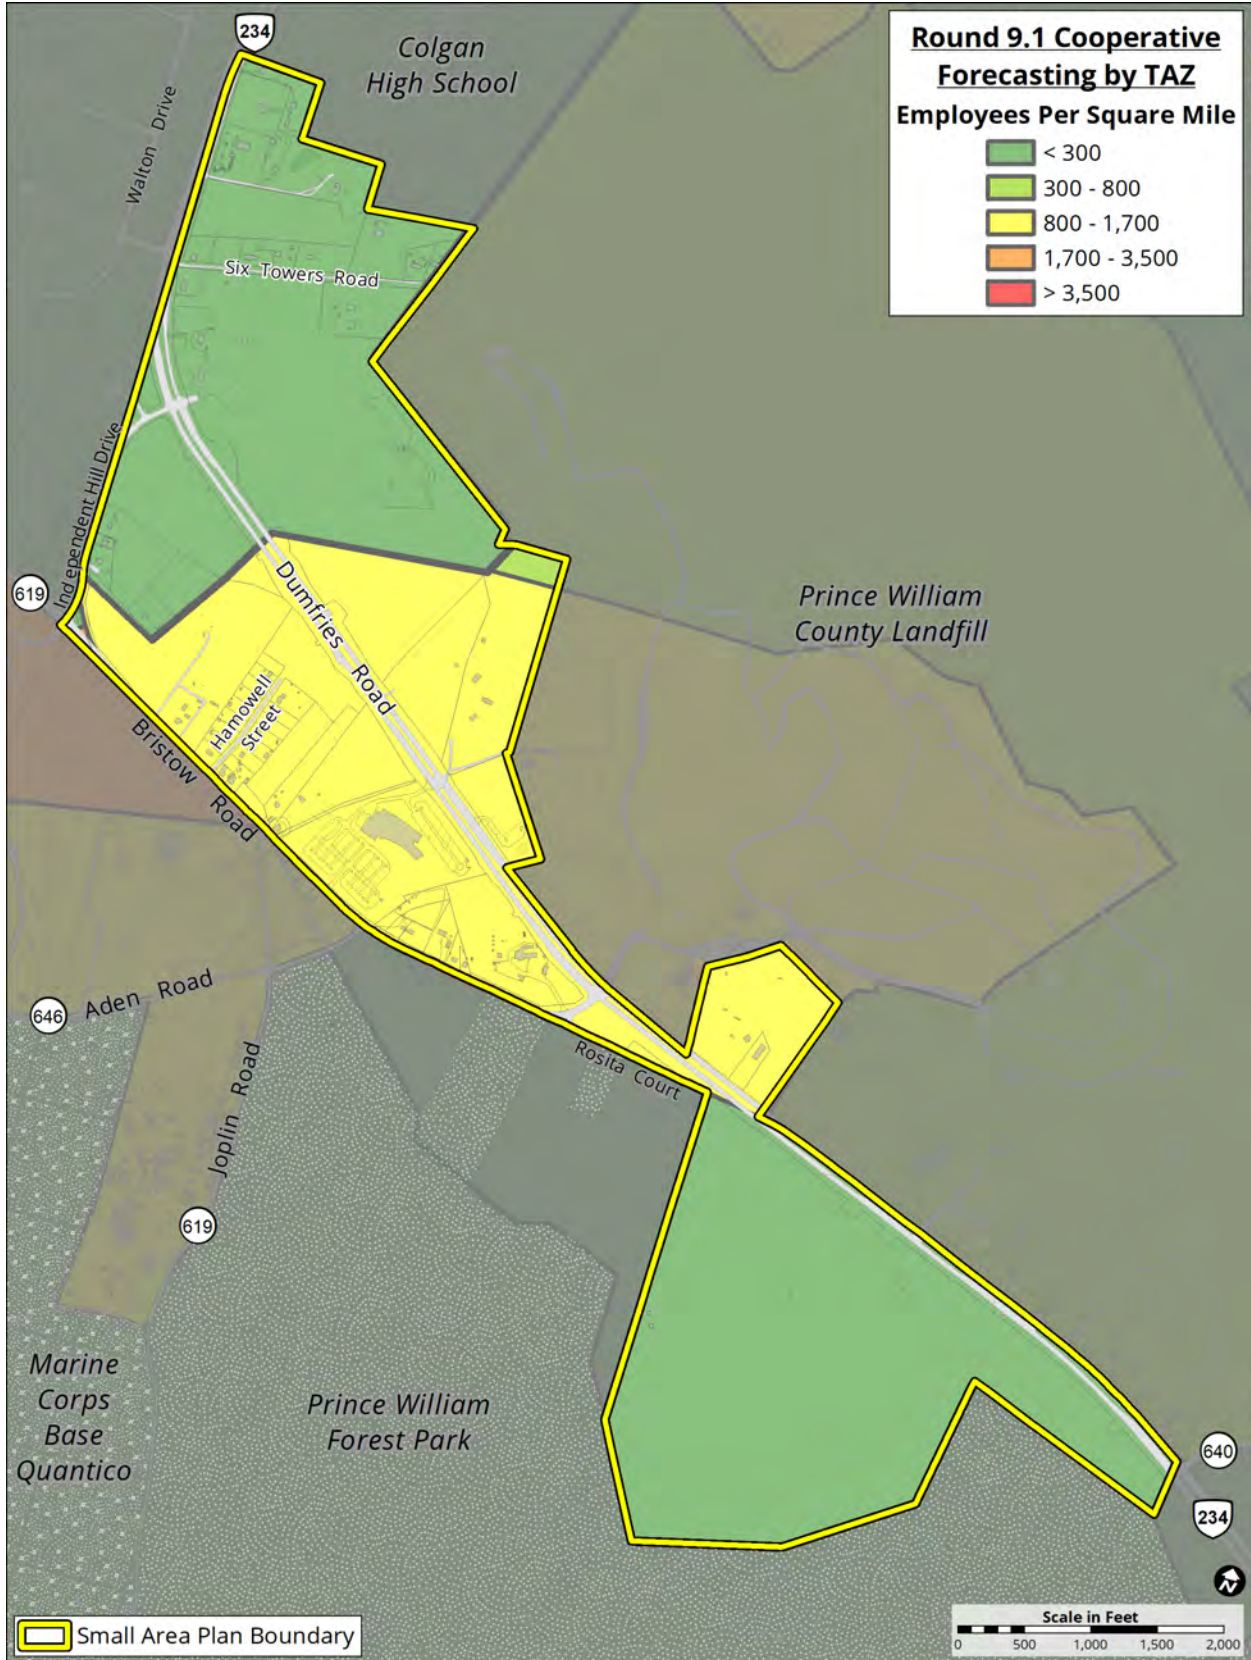 234
Colgan
High School
Round 9.1 Cooperative
Forecasting by TAZ
Employees Per Square Mile
< 300
300 - 800
800 - 1,700
1,700 - 3,500
> 3,500
Walton Drive
Six Towers Road
Independent Hill Drive
619
Dumfries Road
Prince William
County Landfill
Hamowell
Street
Bristow Road
Aden Road
646
Rosita Court
Joplin Road
619
Marine
Corps
Base
Quantico
Prince William
Forest Park
640
234
N
Small Area Plan Boundary
Scale in Feet
0 500 1,000 1,500 2,000